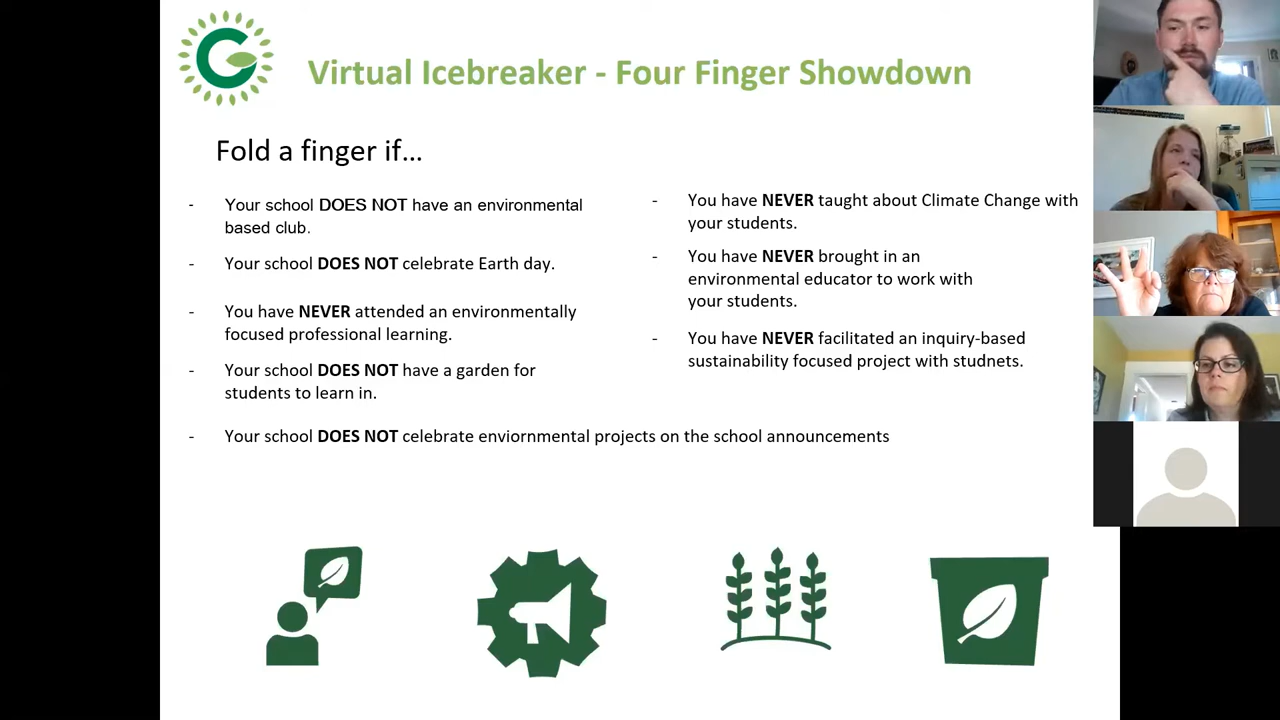 Virtual Icebreaker - Four Finger Showdown
Fold a finger if...
- Your school DOES NOT have an environmental
based club.
- Your school DOES NOT celebrate Earth day.
- You have NEVER attended an environmentally
focused professional learning.
- Your school DOES NOT have a garden for
students to learn in.
- Your school DOES NOT celebrate enviornmental projects on the school announcements
- You have NEVER taught about Climate Change with
your students.
- You have NEVER brought in an
environmental educator to work with
your students.
- You have NEVER facilitated an inquiry-based
sustainability focused project with studnets.